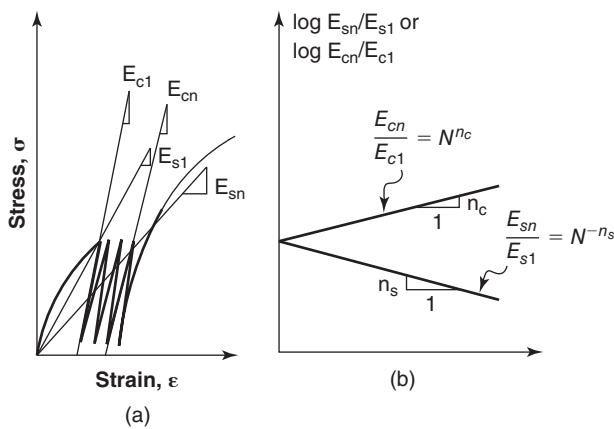 Stress, σ
E_c1
E_cn
E_s1
E_sn
Strain, ε
(a)
log E_sn/E_s1 or
log E_cn/E_c1
E_cn/E_c1 = N^{n_c}
n_c
1
E_sn/E_s1 = N^{-n_s}
n_s
1
(b)